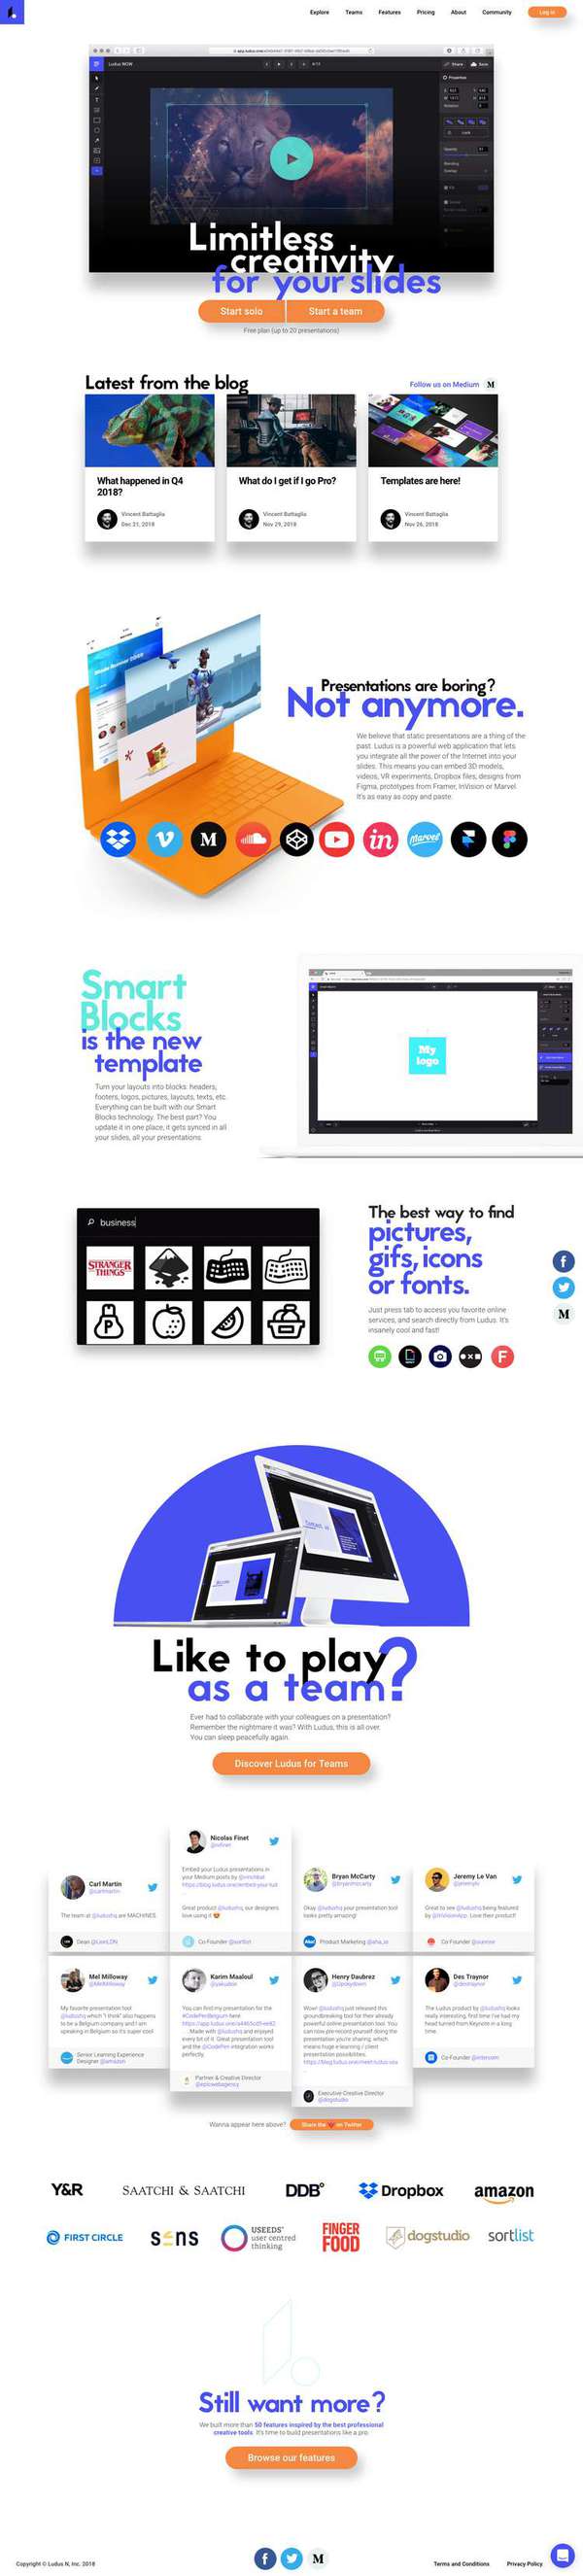 Explore Teams Features Pricing About Community Log in
Ludus NOW
Share Save
Properties
Limitless
creativity
for your slides
Start solo Start a team
Free plan (up to 20 presentations)
Latest from the blog
Follow us on Medium
What happened in Q4
2018?
Vincent Battaglia
Dec 21, 2018
What do I get if I go Pro?
Vincent Battaglia
Nov 29, 2018
Templates are here!
Vincent Battaglia
Nov 26, 2018
Presentations are boring?
Not anymore.
We believe that static presentations are a thing of the
past. Ludus is a powerful web application that lets
you integrate all the power of the Internet into your
slides. This means you can embed 3D models,
videos, VR experiments, Dropbox files, designs from
Figma, prototypes from Framer, InVision or Marvel.
It's as easy as copy and paste.
Marvel
Smart
Blocks
is the new
template
Turn your layouts into blocks: headers,
footers, logos, pictures, layouts, texts, etc.
Everything can be built with our Smart
Blocks technology. The best part? You
update it in one place, it gets synced in all
your slides, all your presentations.
My
logo
business
STRANGER
THINGS
The best way to find
pictures,
gifs, icons
or fonts.
Just press tab to access you favorite online
services, and search directly from Ludus. It's
insanely cool and fast!
Like to play
as a team?
Ever had to collaborate with your colleagues on a presentation?
Remember the nightmare it was? With Ludus, this is all over.
You can sleep peacefully again.
Discover Ludus for Teams
Carl Martin
@carlmartin
The team at @ludushq are MACHINES
Dean
Nicolas Finet
Embed your Ludus presentations in
your Medium posts by
Great product @ludushq, our designers
love using it
Co-Founder @sortlist
Bryan McCarty
@bryanmccarty
Okay @ludushq your presentation tool
looks pretty amazing!
Product Marketing @aha_io
Jeremy Le Van
@jeremylv
Great to see @ludushq being featured
by @InVisionApp. Love their product!
Co-Founder @sunrise
Mel Milloway
@MelMilloway
My favorite presentation tool
@ludushq which "I think" also happens
to be a Belgium company and I am
speaking in Belgium so it's super cool!
Senior Learning Experience
Designer @amazon
Karim Maaloul
@yakudoo
You can find my presentation for the
#CodePenBelgium here:
Made with @ludushq and enjoyed
every bit of it. Great presentation tool
and the @CodePen integration works
perfectly.
Partner & Creative Director
@epicwebagency
Henry Daubrez
@Upskydown
Wow! @ludushq just released this
groundbreaking tool for their already
powerful online presentation tool. You
can now pre-record yourself doing the
presentation you're sharing, which
means huge e-learning / client
presentation possibilities.
Executive Creative Director
@dogstudio
Des Traynor
@destraynor
The Ludus product by @ludushq looks
really interesting, first time I've had my
head turned from Keynote in a long
time.
Co-Founder @intercom
Wanna appear here above? Share the ❤ on Twitter
Y&R SAATCHI & SAATCHI DDB° Dropbox amazon
FIRST CIRCLE SENS USEEDS° user centred thinking FINGER FOOD dogstudio sortlist
Still want more?
We built more than 50 features inspired by the best professional
creative tools. It's time to build presentations like a pro.
Browse our features
Copyright © Ludus N, Inc. 2018
Terms and Conditions Privacy Policy